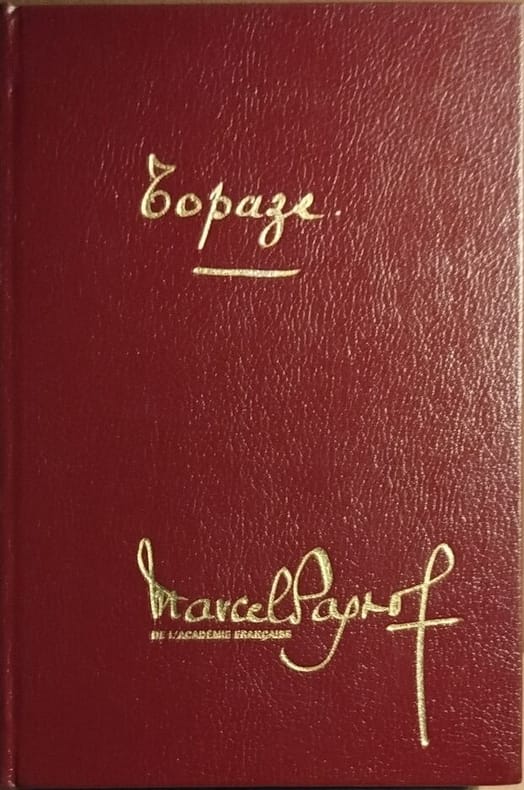 Topaze.
Marcel Pagnol
DE L'ACADÉMIE FRANÇAISE